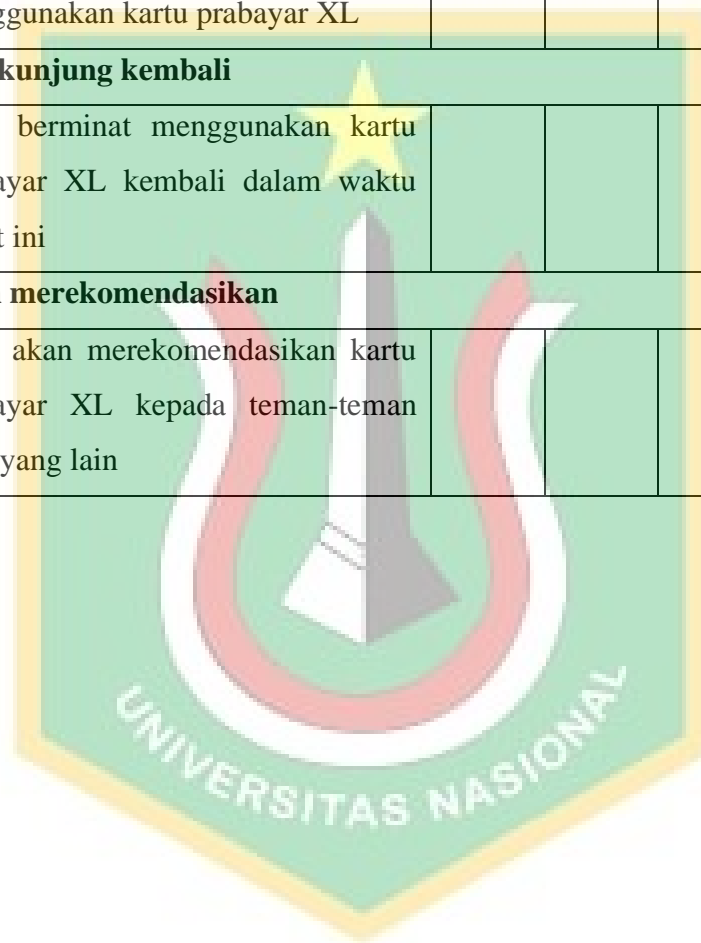 ggunakan kartu prabayar XL
kunjung kembali
berminat menggunakan kartu
ayar XL kembali dalam waktu
t ini
merekomendasikan
akan merekomendasikan kartu
ayar XL kepada teman-teman
yang lain
UNIVERSITAS NASIONAL